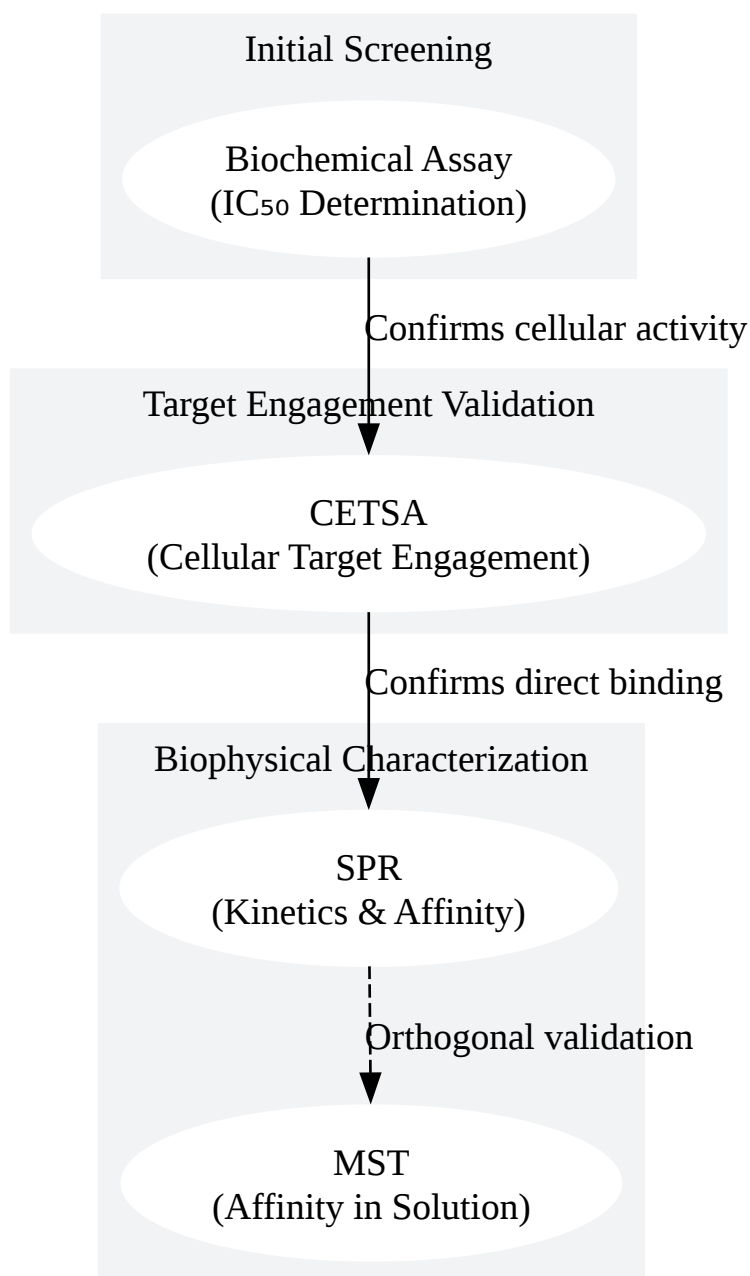 Initial Screening
Biochemical Assay
(IC₅₀ Determination)
Confirms cellular activity
Target Engagement Validation
CETSA
(Cellular Target Engagement)
Confirms direct binding
Biophysical Characterization
SPR
(Kinetics & Affinity)
Orthogonal validation
MST
(Affinity in Solution)